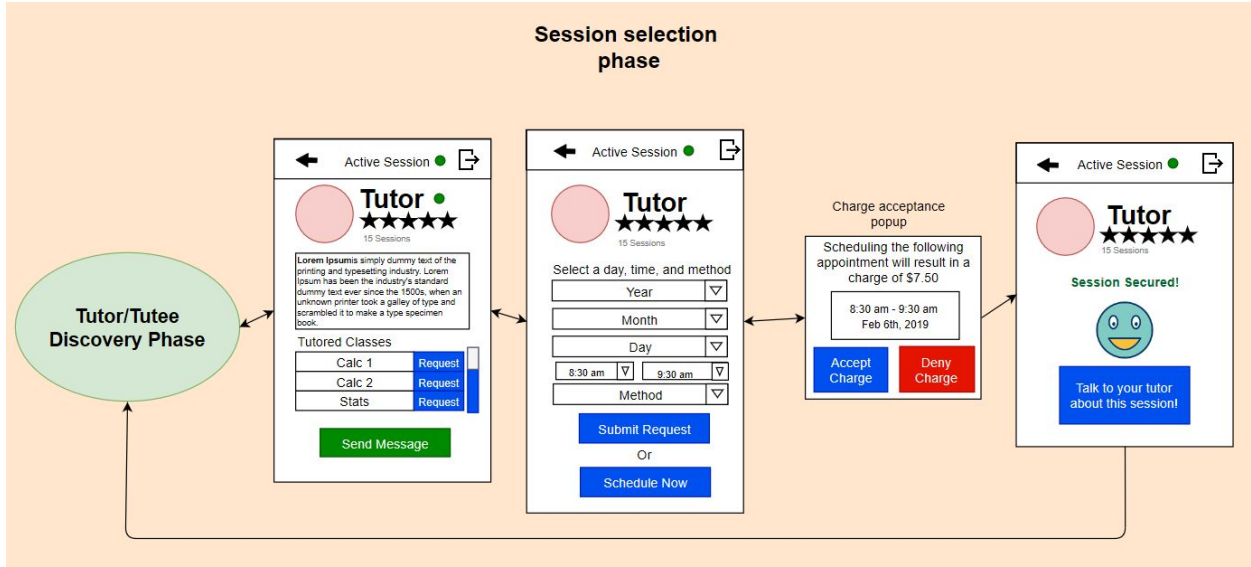 Session selection
phase
Tutor/Tutee
Discovery Phase
Active Session
Tutor
15 Sessions
Lorem Ipsumis simply dummy text of the
printing and typesetting industry. Lorem
Ipsum has been the industry's standard
dummy text ever since the 1500s, when an
unknown printer took a galley of type and
scrambled it to make a type specimen
book.
Tutored Classes
Calc 1 Request
Calc 2 Request
Stats Request
Send Message
Active Session
Tutor
15 Sessions
Select a day, time, and method
Year
Month
Day
8:30 am 9:30 am
Method
Submit Request
Or
Schedule Now
Charge acceptance
popup
Scheduling the following
appointment will result in a
charge of $7.50
8:30 am - 9:30 am
Feb 6th, 2019
Accept
Charge
Deny
Charge
Active Session
Tutor
15 Sessions
Session Secured!
Talk to your tutor
about this session!